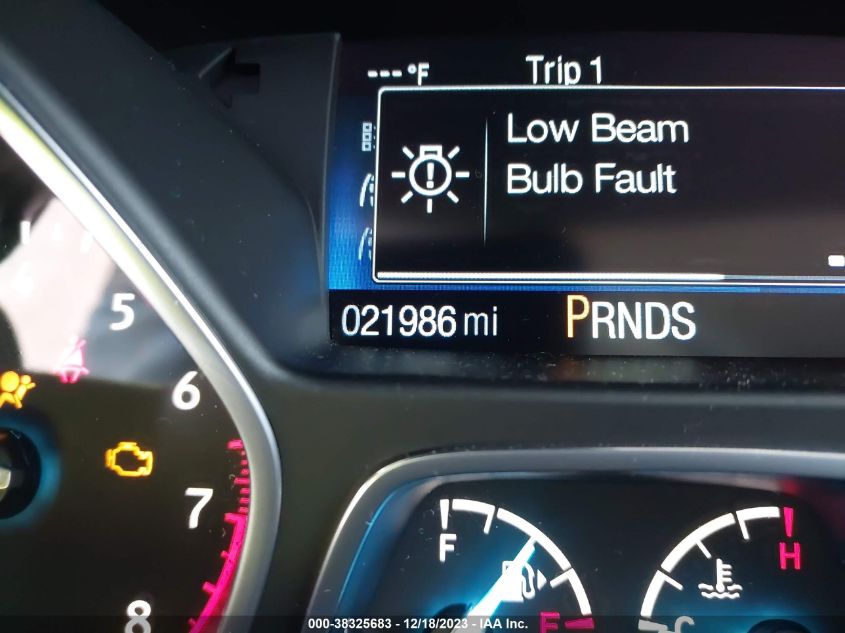 ---°F Trip 1
Low Beam
Bulb Fault
021986 mi PRNDS
4
5
6
7
8
F
E
H
C
000-38325683 - 12/18/2023 - IAA Inc.